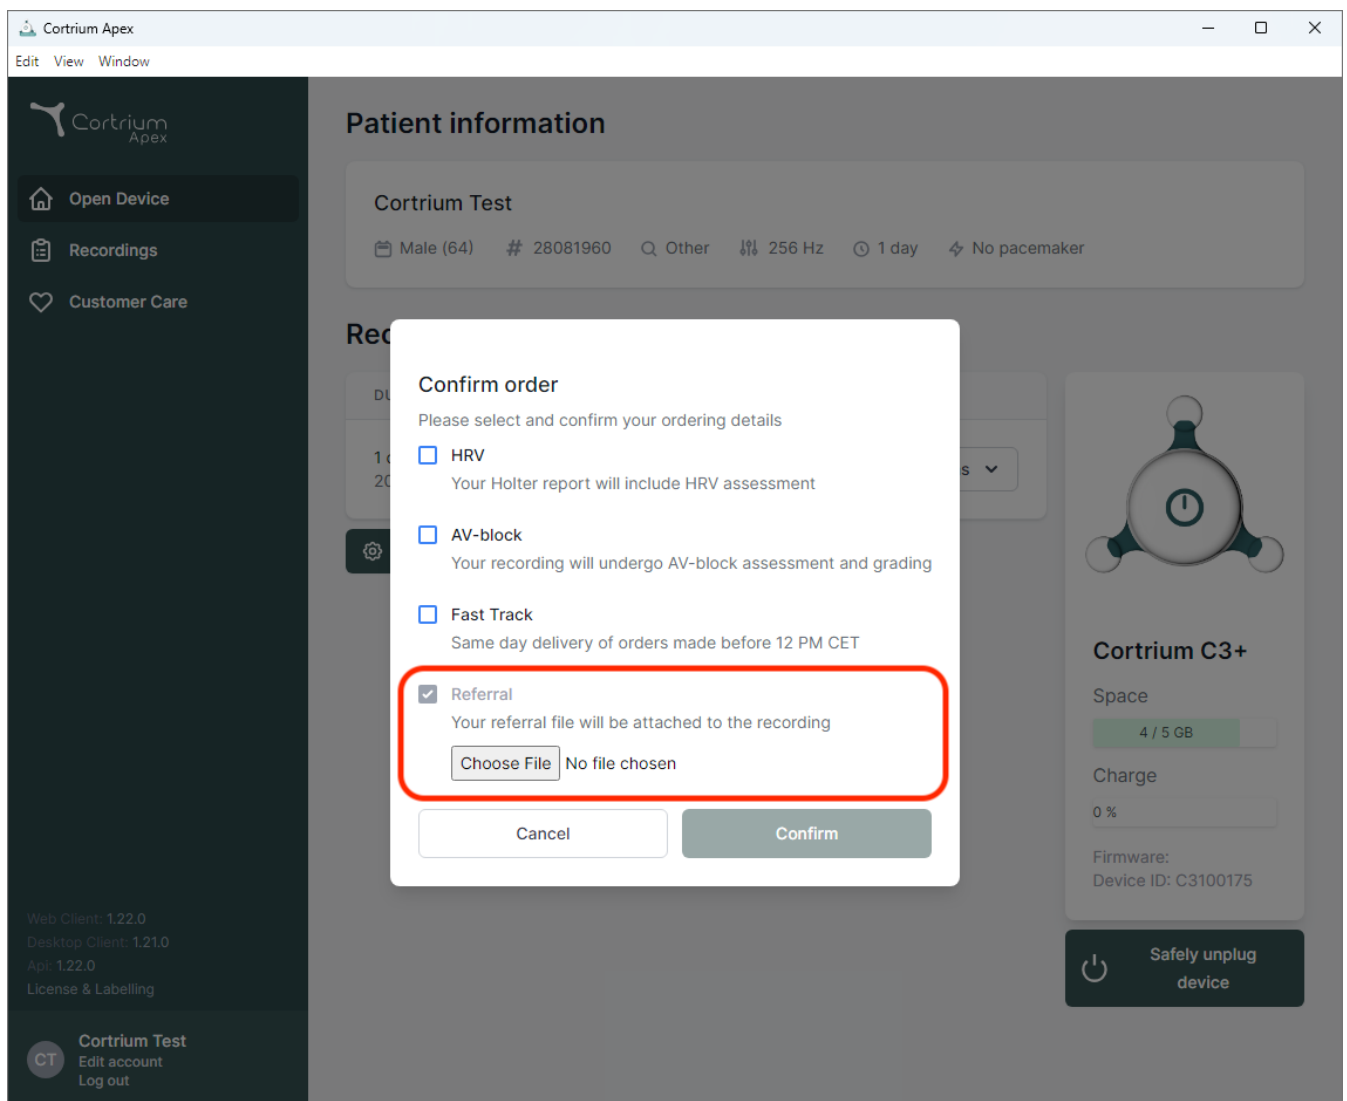 Cortrium Apex
Edit View Window
Cortrium
Apex
Open Device
Recordings
Customer Care
Web Client: 1.22.0
Desktop Client: 1.21.0
Api: 1.22.0
License & Labelling
CT
Cortrium Test
Edit account
Log out
Patient information
Cortrium Test
Male (64) # 28081960 Other 256 Hz 1 day No pacemaker
Rec
DU
1
20
s
Confirm order
Please select and confirm your ordering details
HRV
Your Holter report will include HRV assessment
AV-block
Your recording will undergo AV-block assessment and grading
Fast Track
Same day delivery of orders made before 12 PM CET
Referral
Your referral file will be attached to the recording
Choose File No file chosen
Cancel Confirm
Cortrium C3+
Space
4 / 5 GB
Charge
0 %
Firmware:
Device ID: C3100175
Safely unplug
device